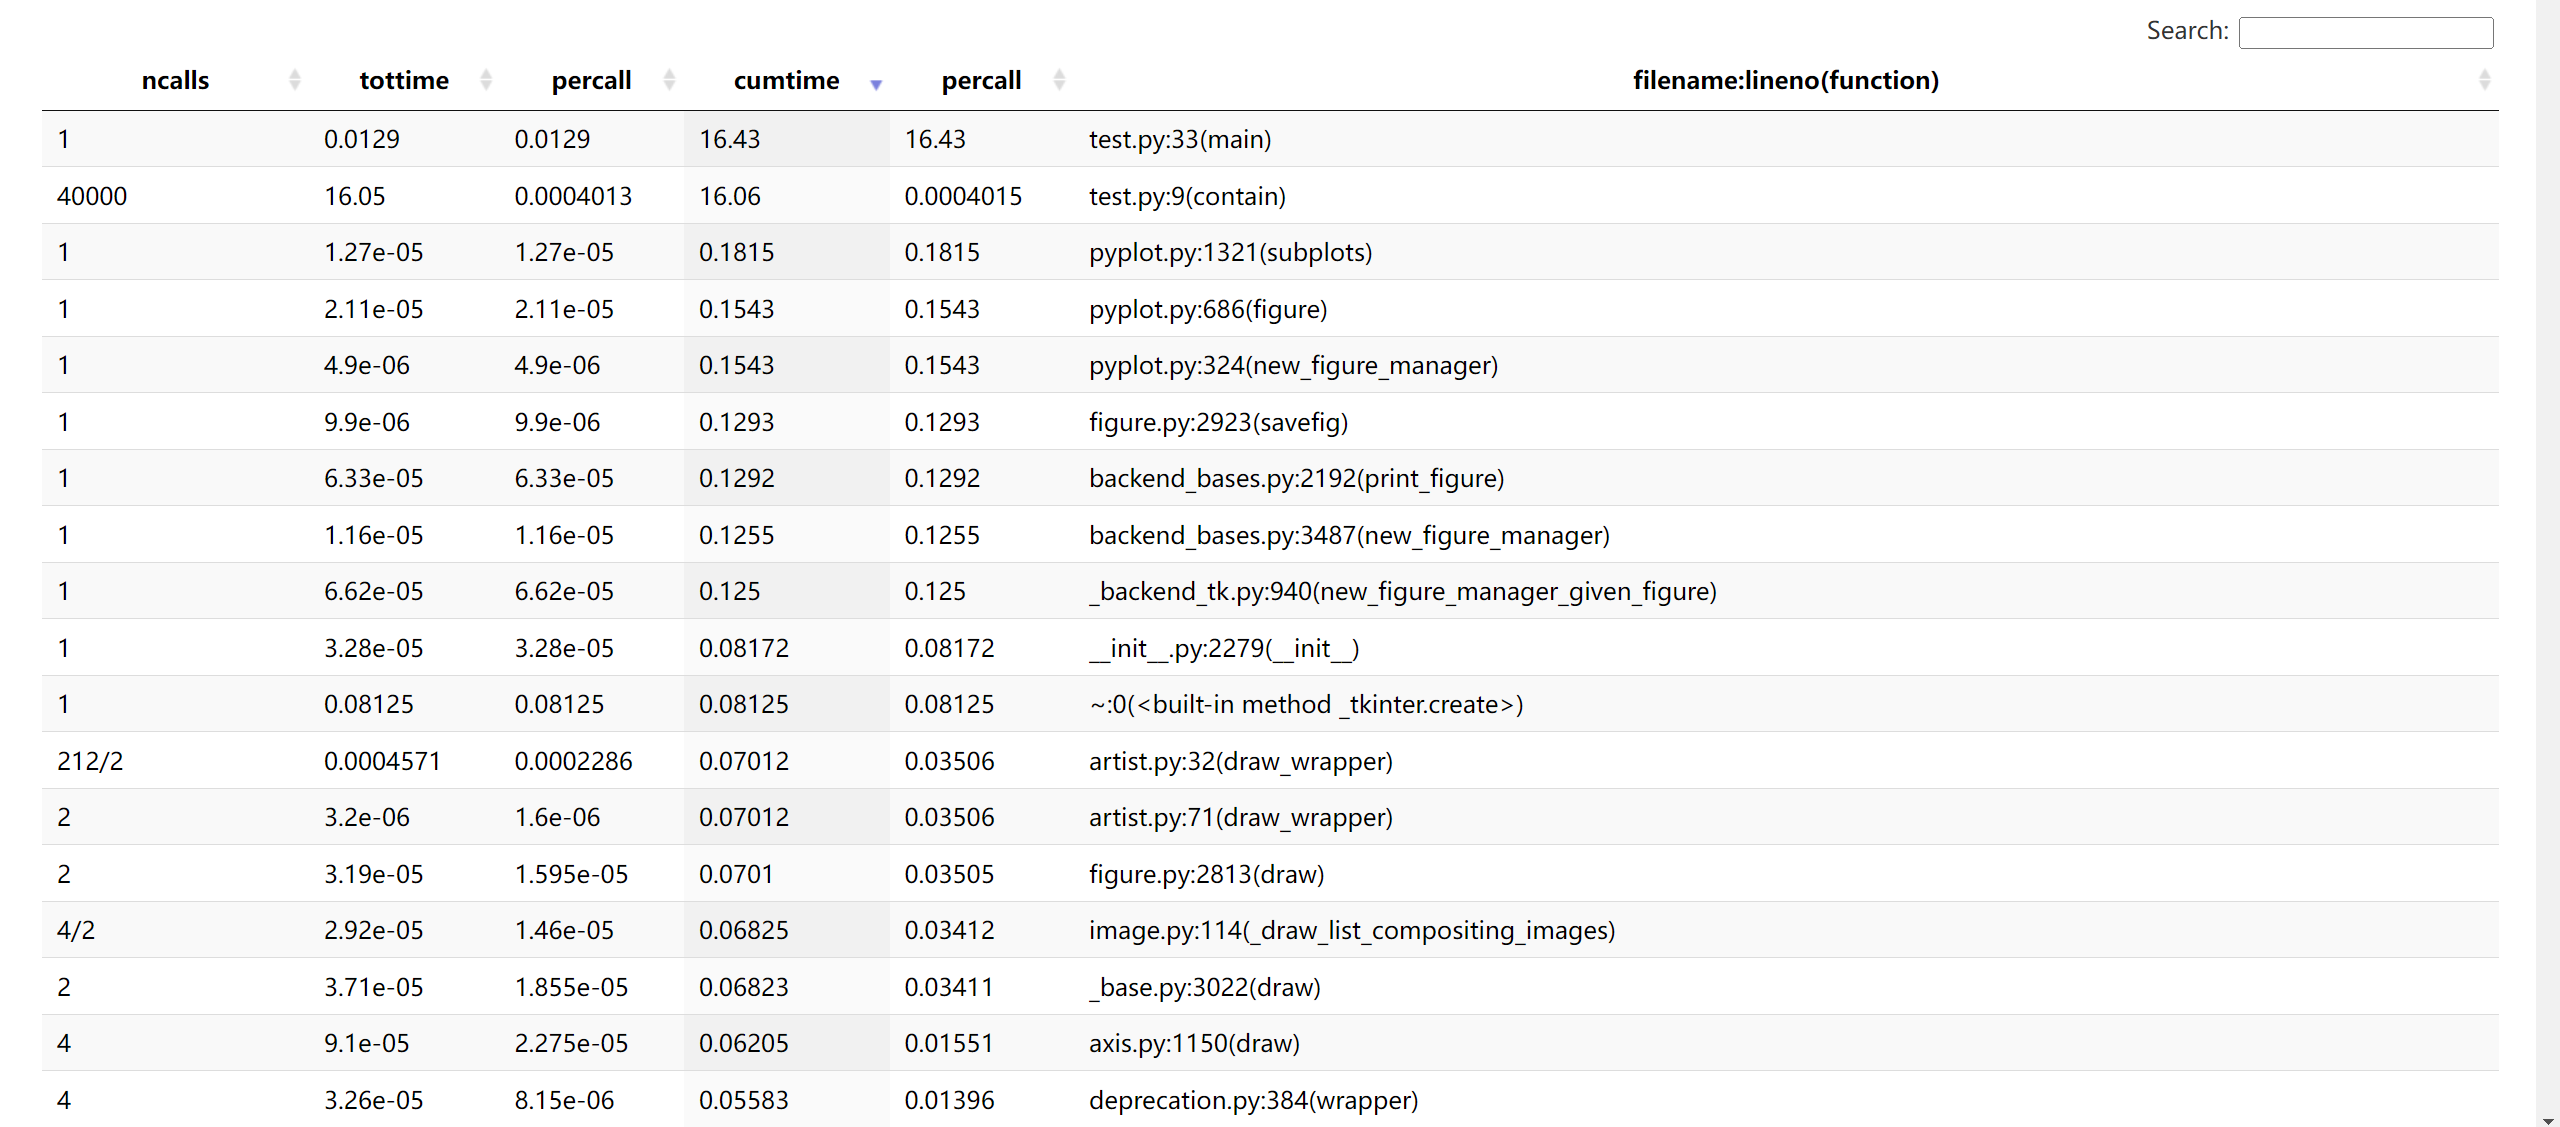 Search:
ncalls tottime percall cumtime percall filename:lineno(function)
1 0.0129 0.0129 16.43 16.43 test.py:33(main)
40000 16.05 0.0004013 16.06 0.0004015 test.py:9(contain)
1 1.27e-05 1.27e-05 0.1815 0.1815 pyplot.py:1321(subplots)
1 2.11e-05 2.11e-05 0.1543 0.1543 pyplot.py:686(figure)
1 4.9e-06 4.9e-06 0.1543 0.1543 pyplot.py:324(new_figure_manager)
1 9.9e-06 9.9e-06 0.1293 0.1293 figure.py:2923(savefig)
1 6.33e-05 6.33e-05 0.1292 0.1292 backend_bases.py:2192(print_figure)
1 1.16e-05 1.16e-05 0.1255 0.1255 backend_bases.py:3487(new_figure_manager)
1 6.62e-05 6.62e-05 0.125 0.125 _backend_tk.py:940(new_figure_manager_given_figure)
1 3.28e-05 3.28e-05 0.08172 0.08172 __init__.py:2279(__init__)
1 0.08125 0.08125 0.08125 0.08125 ~:0(<built-in method _tkinter.create>)
212/2 0.0004571 0.0002286 0.07012 0.03506 artist.py:32(draw_wrapper)
2 3.2e-06 1.6e-06 0.07012 0.03506 artist.py:71(draw_wrapper)
2 3.19e-05 1.595e-05 0.0701 0.03505 figure.py:2813(draw)
4/2 2.92e-05 1.46e-05 0.06825 0.03412 image.py:114(_draw_list_compositing_images)
2 3.71e-05 1.855e-05 0.06823 0.03411 _base.py:3022(draw)
4 9.1e-05 2.275e-05 0.06205 0.01551 axis.py:1150(draw)
4 3.26e-05 8.15e-06 0.05583 0.01396 deprecation.py:384(wrapper)